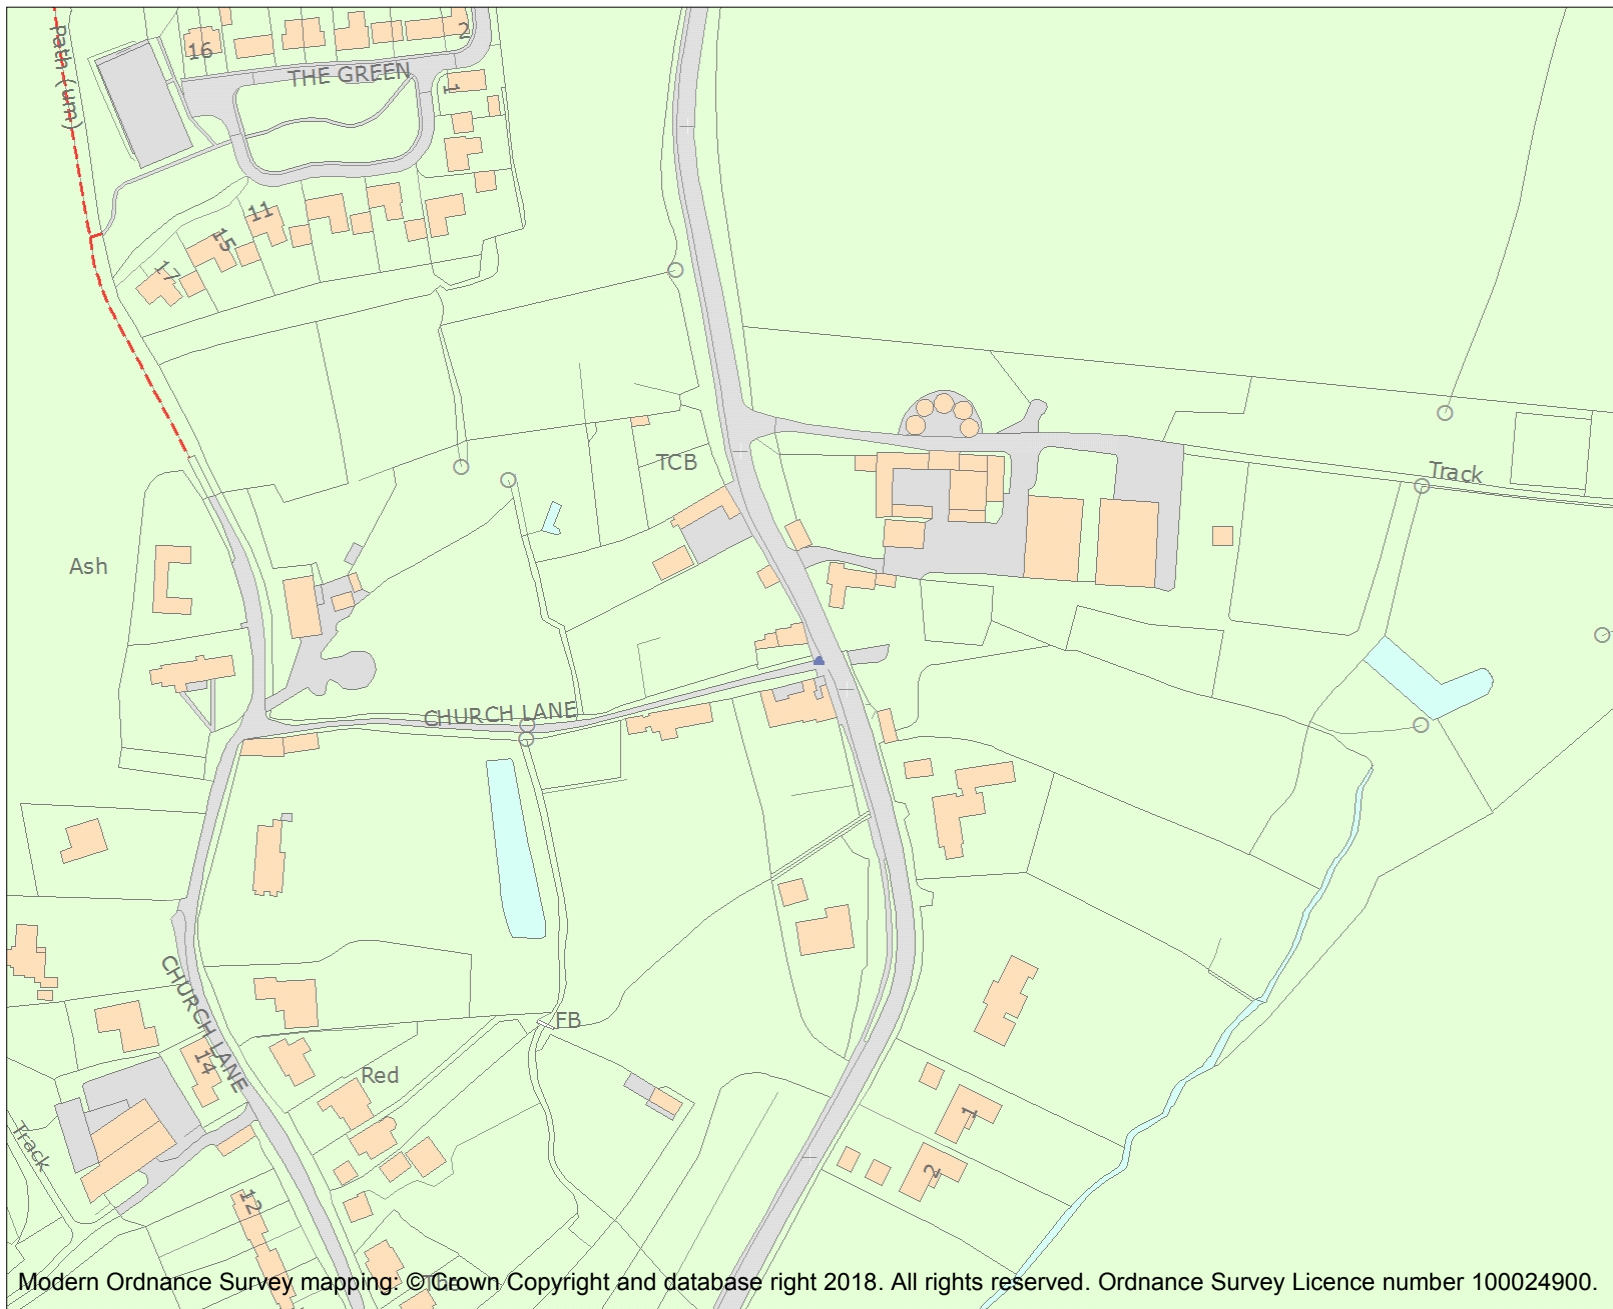 Path (um)
16
2
THE GREEN
1
11
15
17
TCB
Track
Ash
CHURCH LANE
CHURCH LANE
FB
14
Red
Track
1
2
12
The
Modern Ordnance Survey mapping: © Crown Copyright and database right 2018. All rights reserved. Ordnance Survey Licence number 100024900.